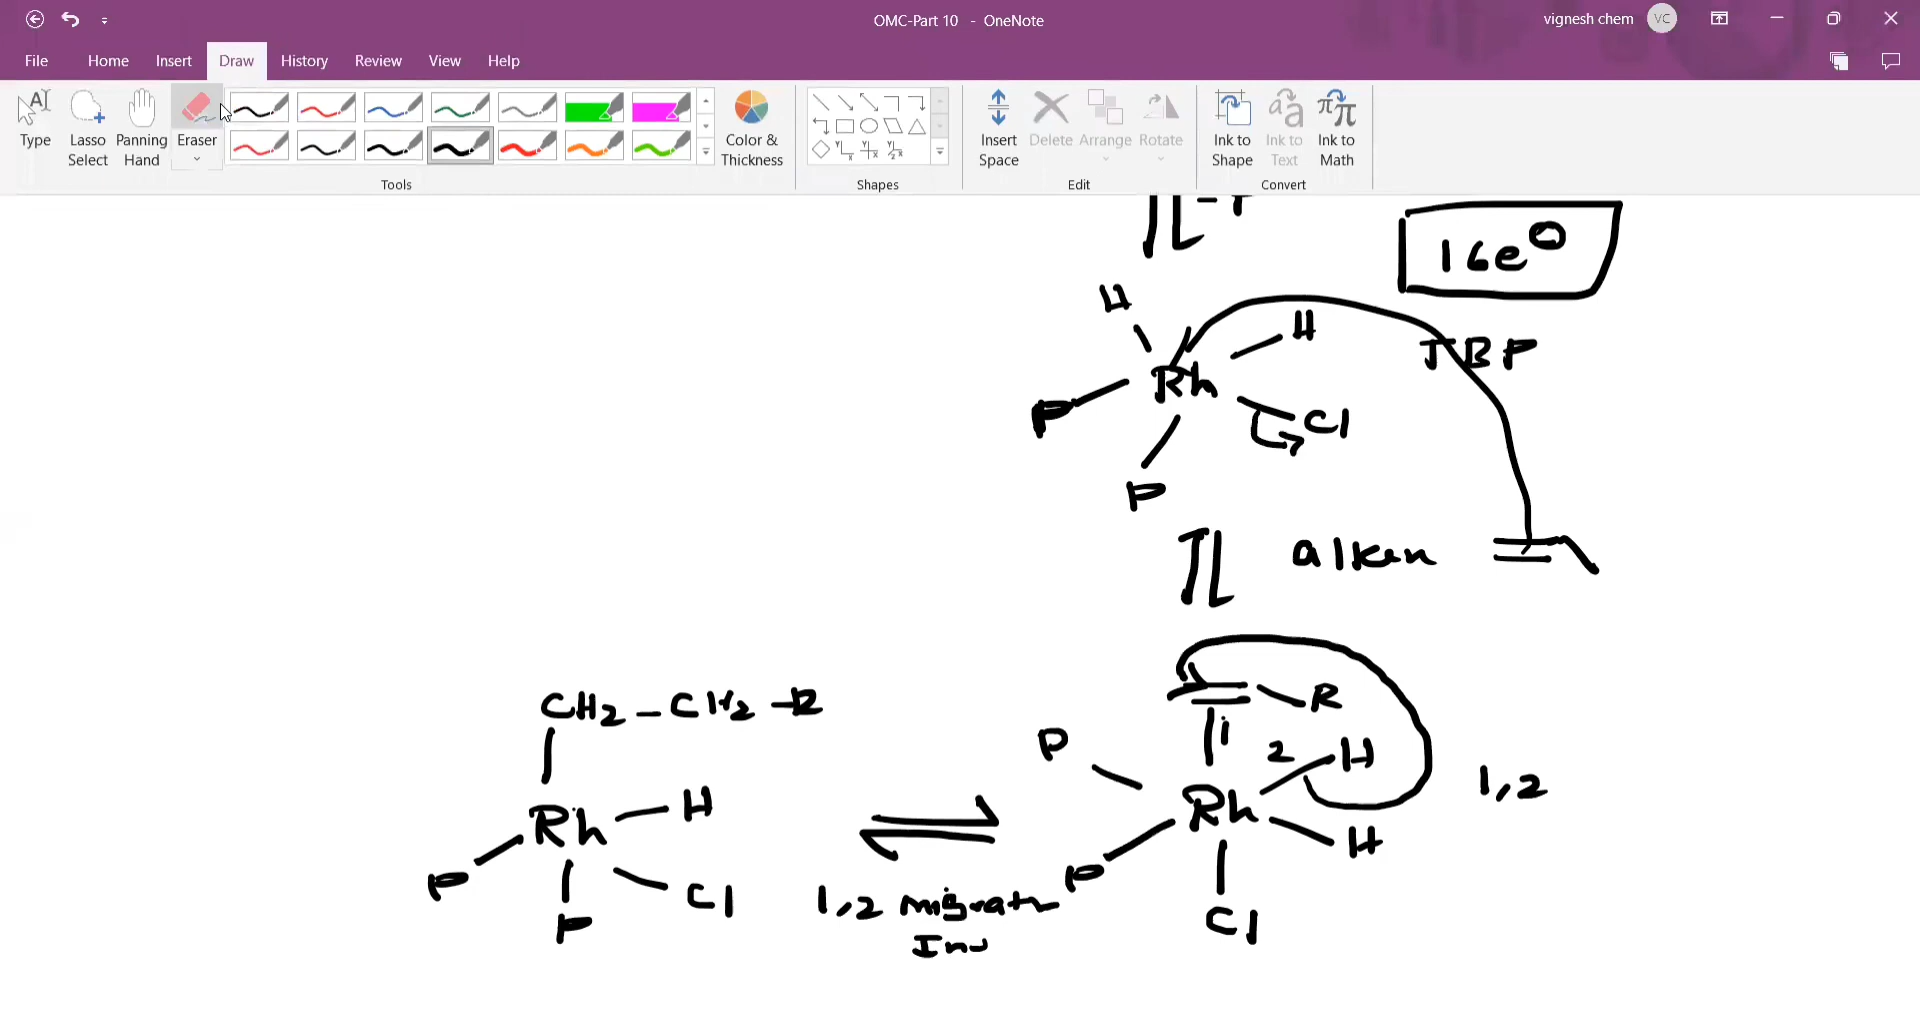 OMC-Part 10 - OneNote
vignesh chem
VC
File Home Insert Draw History Review View Help
Type
Lasso Select
Panning Hand
Eraser
Color & Thickness
Insert Space
Delete
Arrange
Rotate
Ink to Shape
Ink to Text
Ink to Math
Tools
Shapes
Edit
Convert
16e⊖
H
H
TBP
Rh
P
Cl
P
alken
R
CH2-CH2-R
P
2
H
1,2
H
Rh
Rh
H
P
P
Cl
1,2 migratn
Cl
P
Ins